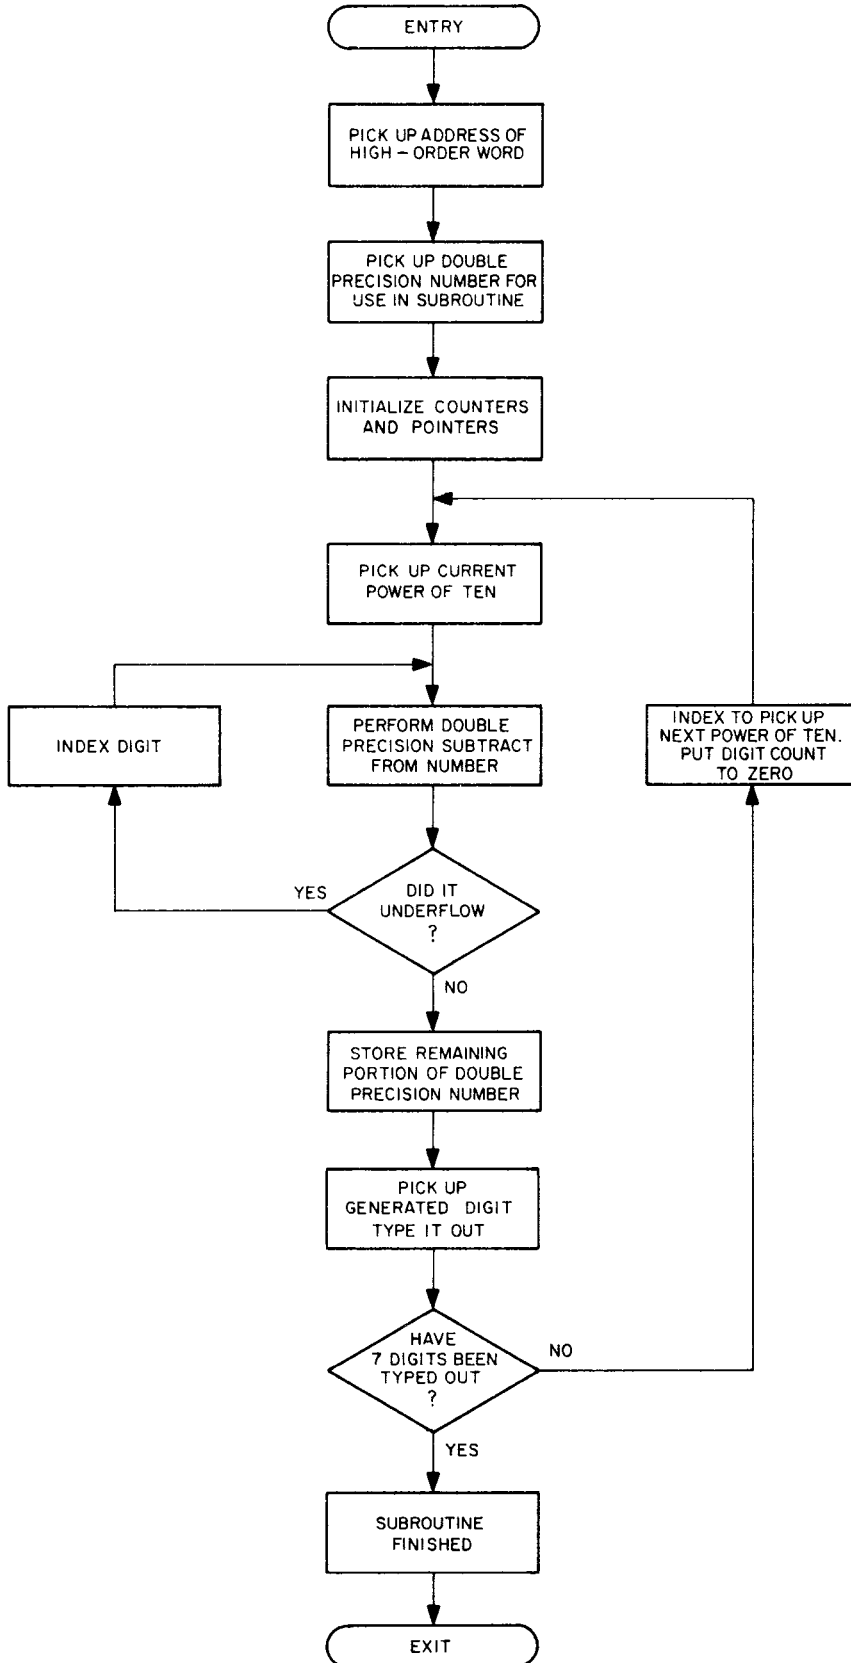 ENTRY
PICK UP ADDRESS OF
HIGH – ORDER WORD
PICK UP DOUBLE
PRECISION NUMBER FOR
USE IN SUBROUTINE
INITIALIZE COUNTERS
AND POINTERS
PICK UP CURRENT
POWER OF TEN
INDEX DIGIT
PERFORM DOUBLE
PRECISION SUBTRACT
FROM NUMBER
INDEX TO PICK UP
NEXT POWER OF TEN.
PUT DIGIT COUNT
TO ZERO
YES
DID IT
UNDERFLOW
?
NO
STORE REMAINING
PORTION OF DOUBLE
PRECISION NUMBER
PICK UP
GENERATED DIGIT
TYPE IT OUT
HAVE
7 DIGITS BEEN
TYPED OUT
?
NO
YES
SUBROUTINE
FINISHED
EXIT